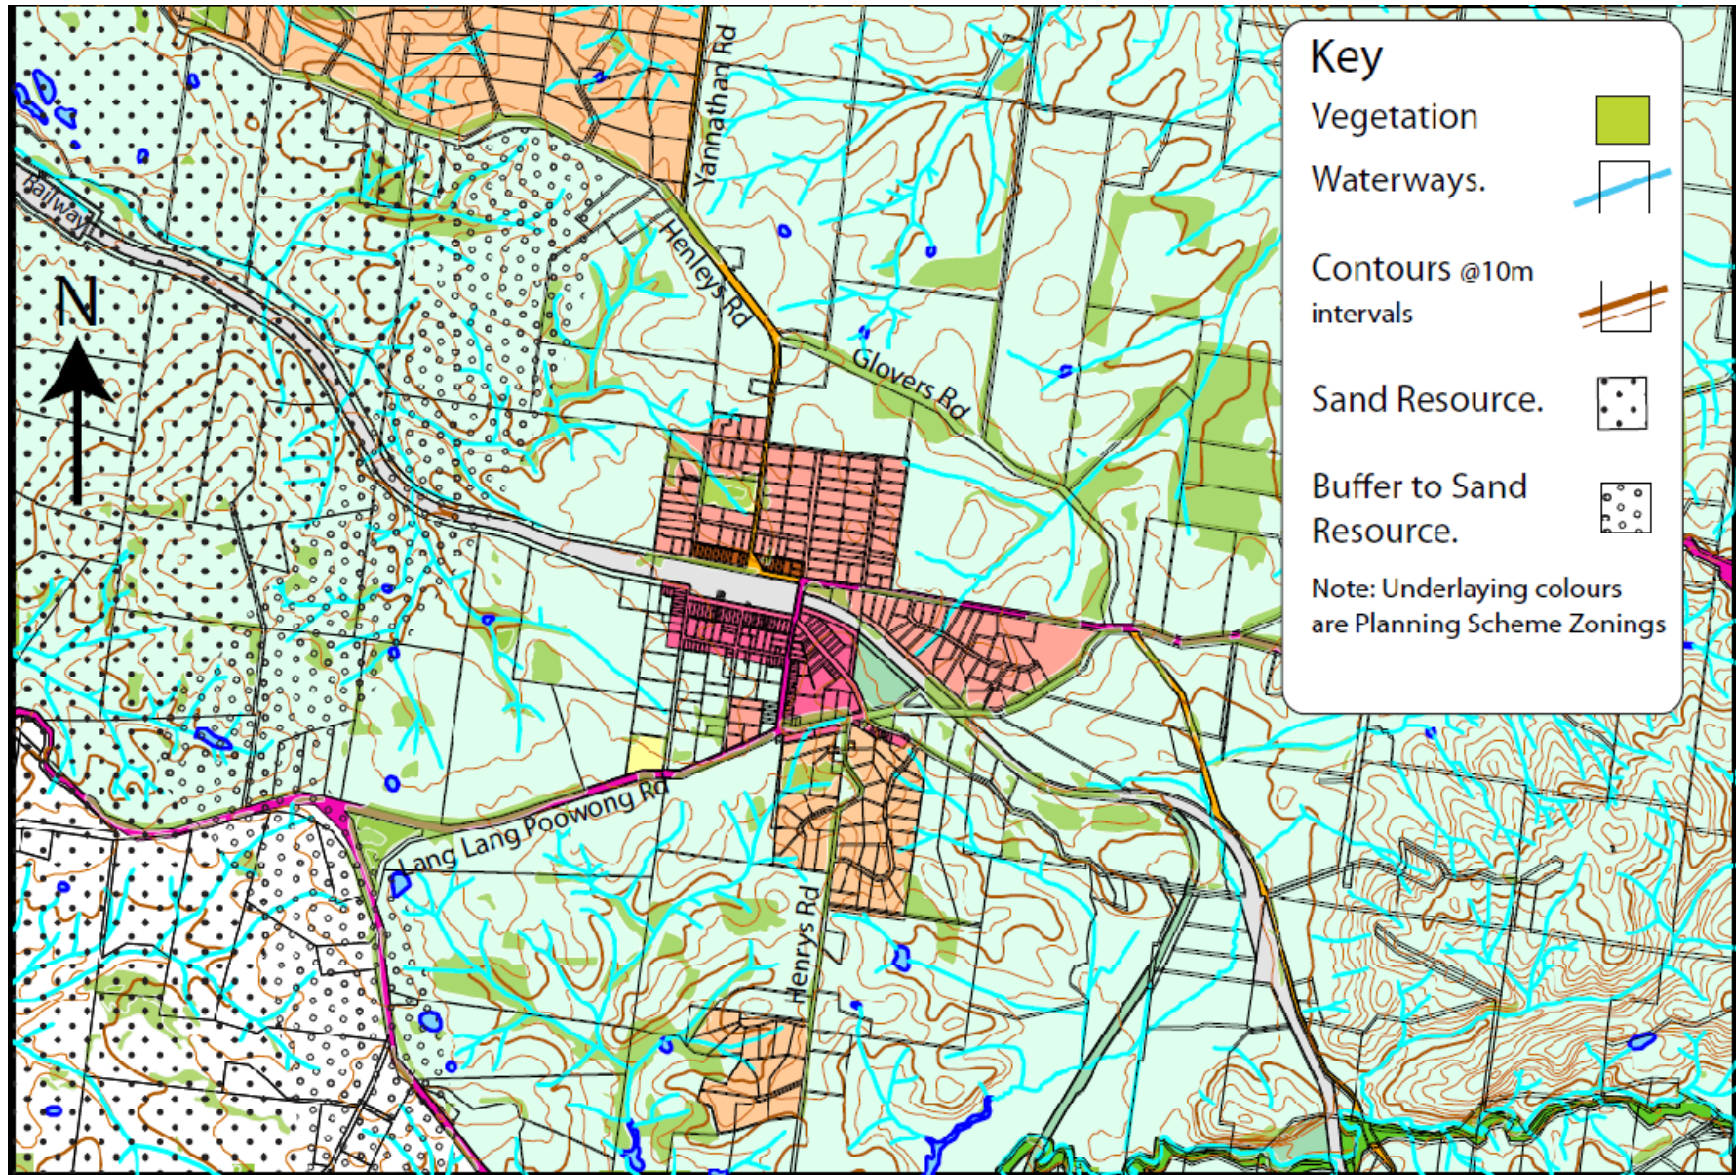 Key
Vegetation
Waterways.
Contours @10m
intervals
Sand Resource.
Buffer to Sand
Resource.
Note: Underlaying colours
are Planning Scheme Zonings
Yannathan Rd
Railway
N
Henleys Rd
Glovers Rd
Lang Lang Poowong Rd
Henrys Rd